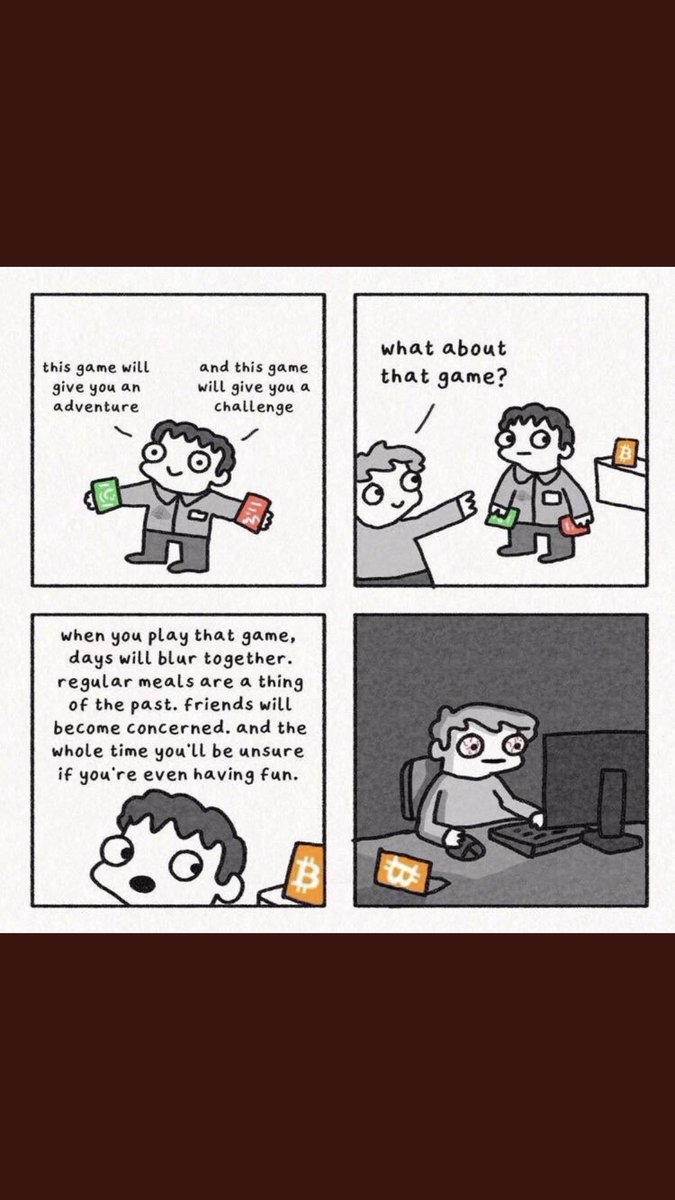 this game will
give you an
adventure
and this game
will give you a
challenge
what about
that game?
when you play that game,
days will blur together.
regular meals are a thing
of the past. friends will
become concerned. and the
whole time you'll be unsure
if you're even having fun.